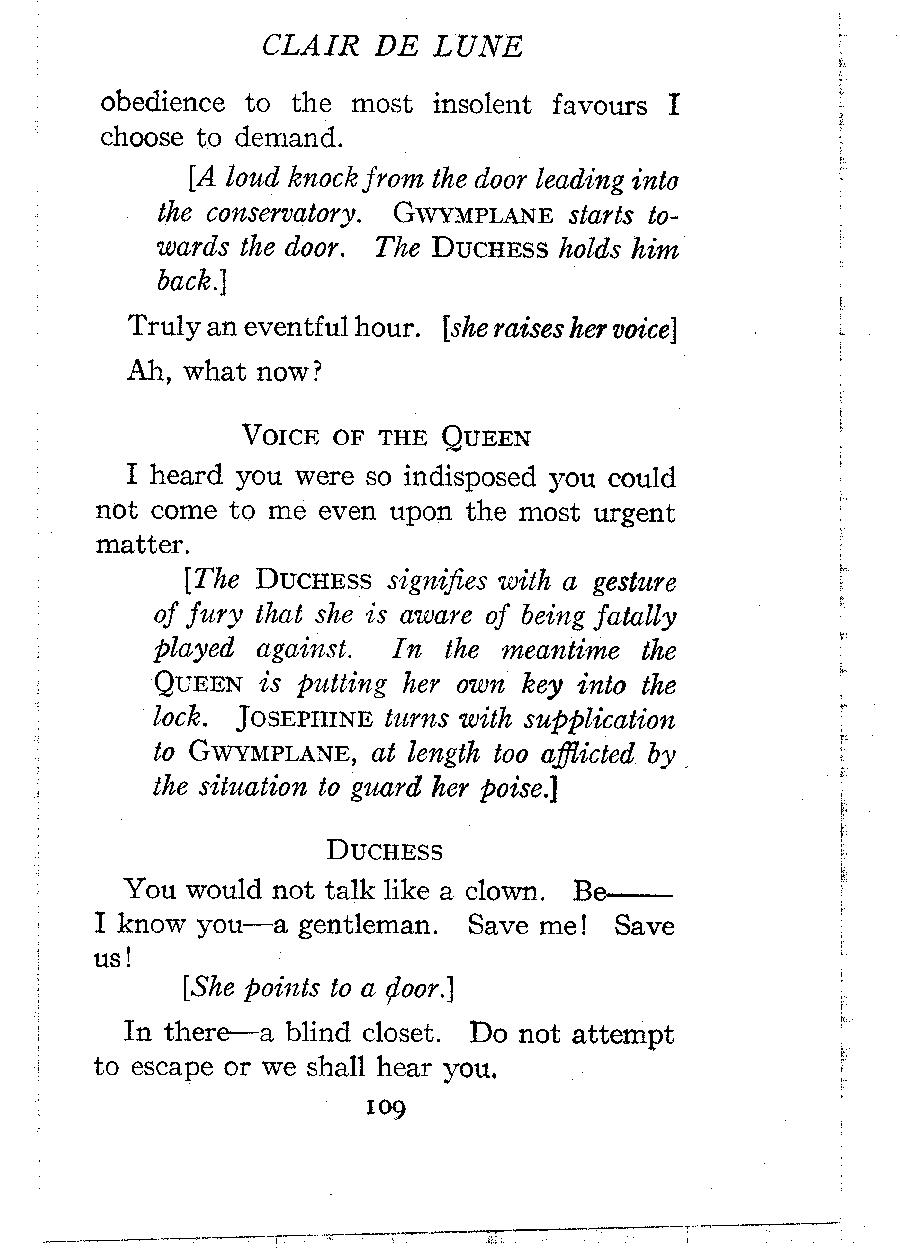 CLAIR DE LUNE
obedience to the most insolent favours I
choose to demand.
[A loud knock from the door leading into
the conservatory. GWYMPLANE starts to-
wards the door. The DUCHESS holds him
back.]
Truly an eventful hour. [she raises her voice]
Ah, what now?
VOICE OF THE QUEEN
I heard you were so indisposed you could
not come to me even upon the most urgent
matter.
[The DUCHESS signifies with a gesture
of fury that she is aware of being fatally
played against. In the meantime the
QUEEN is putting her own key into the
lock. JOSEPHINE turns with supplication
to GWYMPLANE, at length too afflicted by
the situation to guard her poise.]
DUCHESS
You would not talk like a clown. Be——
I know you—a gentleman. Save me! Save
us!
[She points to a door.]
In there—a blind closet. Do not attempt
to escape or we shall hear you.
109